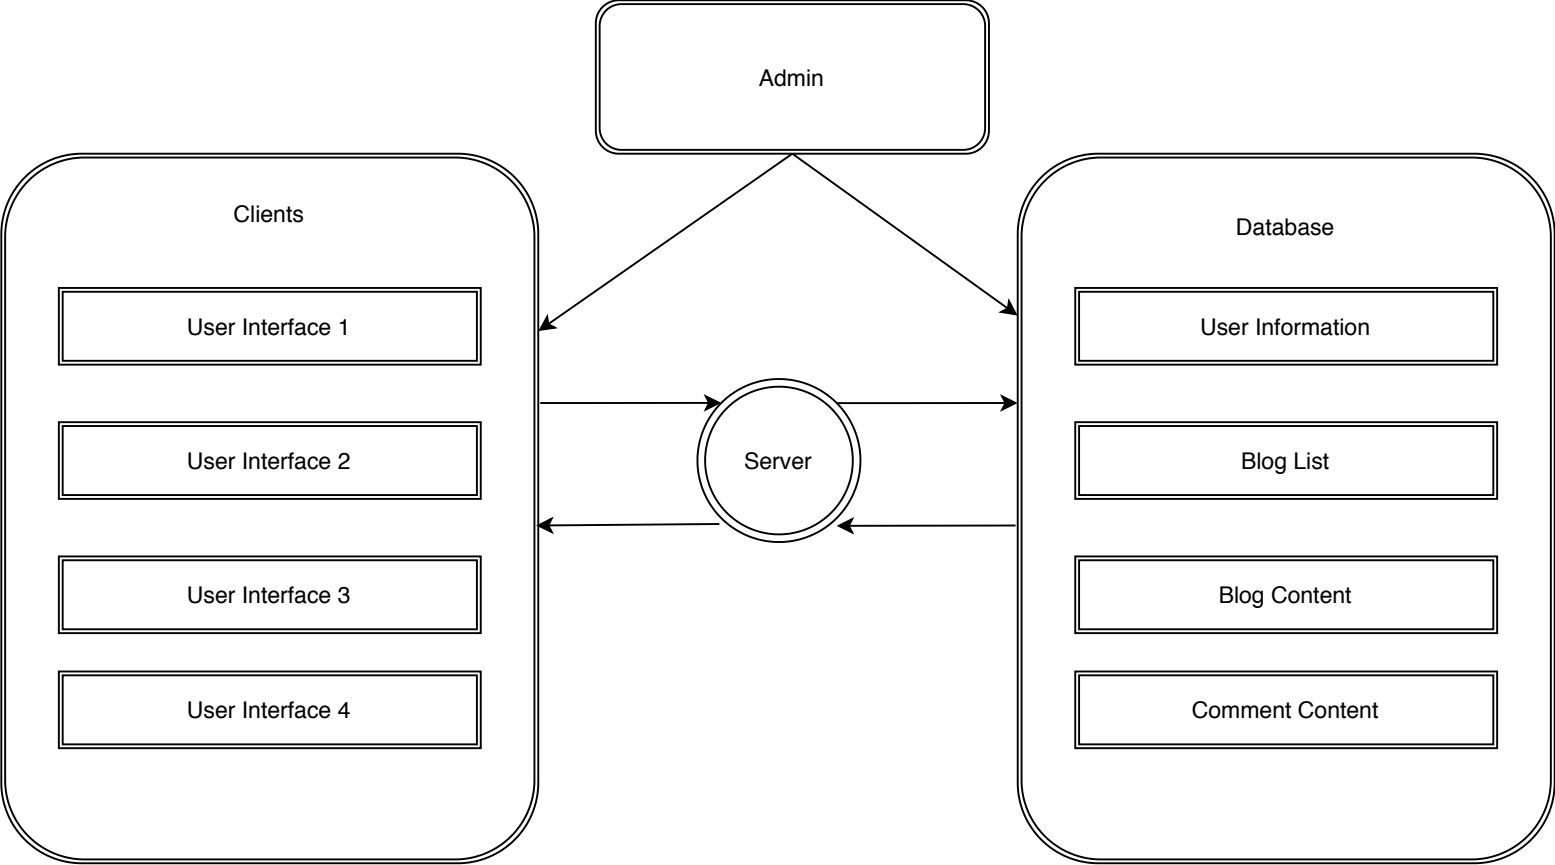 Admin
Clients
User Interface 1
User Interface 2
User Interface 3
User Interface 4
Server
Database
User Information
Blog List
Blog Content
Comment Content